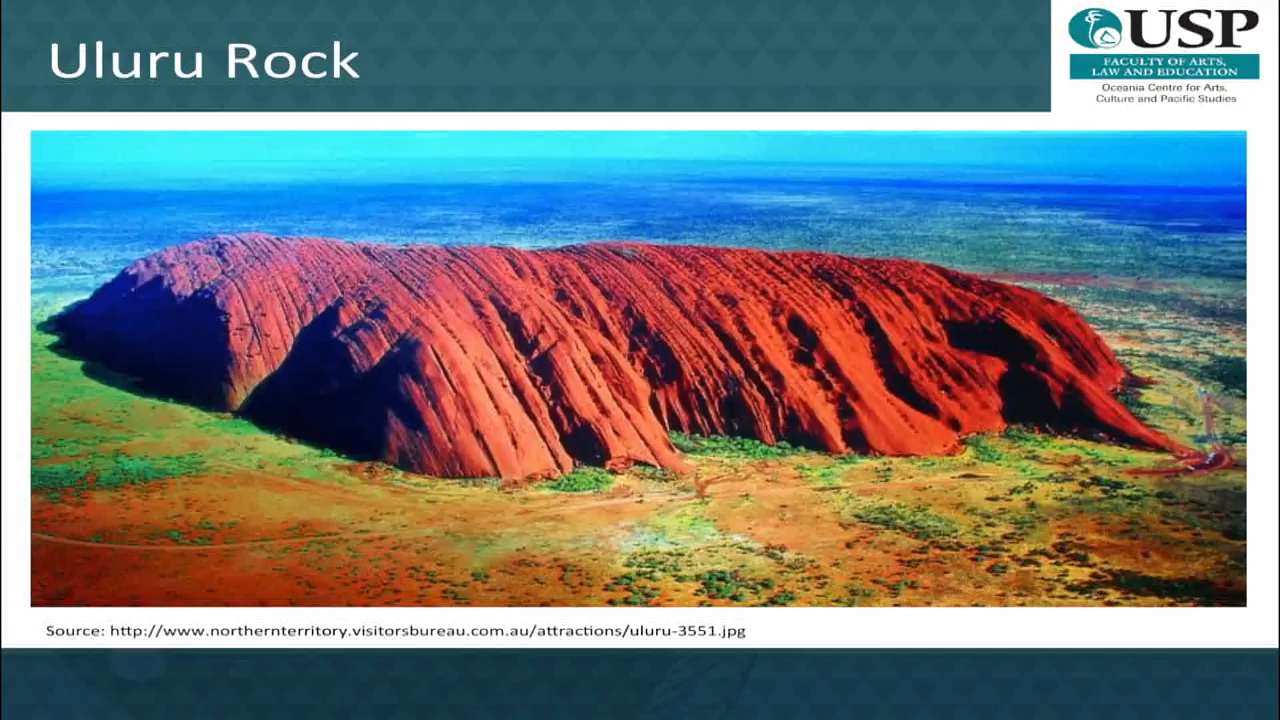 Uluru Rock
USP
FACULTY OF ARTS,
LAW AND EDUCATION
Oceania Centre for Arts,
Culture and Pacific Studies
Source: http://www.northernterritory.visitorsbureau.com.au/attractions/uluru-3551.jpg